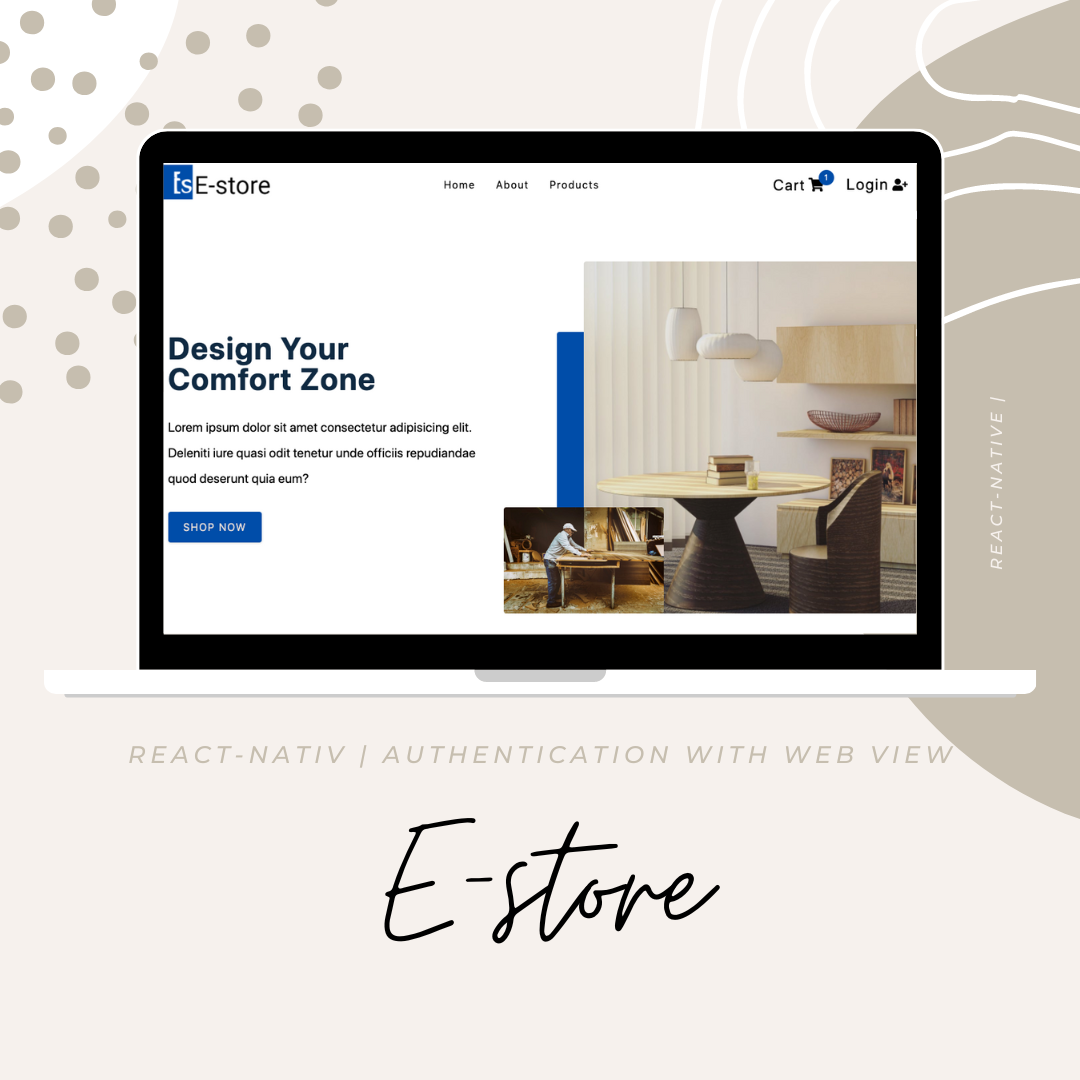 Es E-store
Home About Products
Cart 1 Login
Design Your
Comfort Zone
Lorem ipsum dolor sit amet consectetur adipisicing elit.
Deleniti iure quasi odit tenetur unde officiis repudiandae
quod deserunt quia eum?
SHOP NOW
REACT-NATIVE |
REACT-NATIV | AUTHENTICATION WITH WEB VIEW
E-store